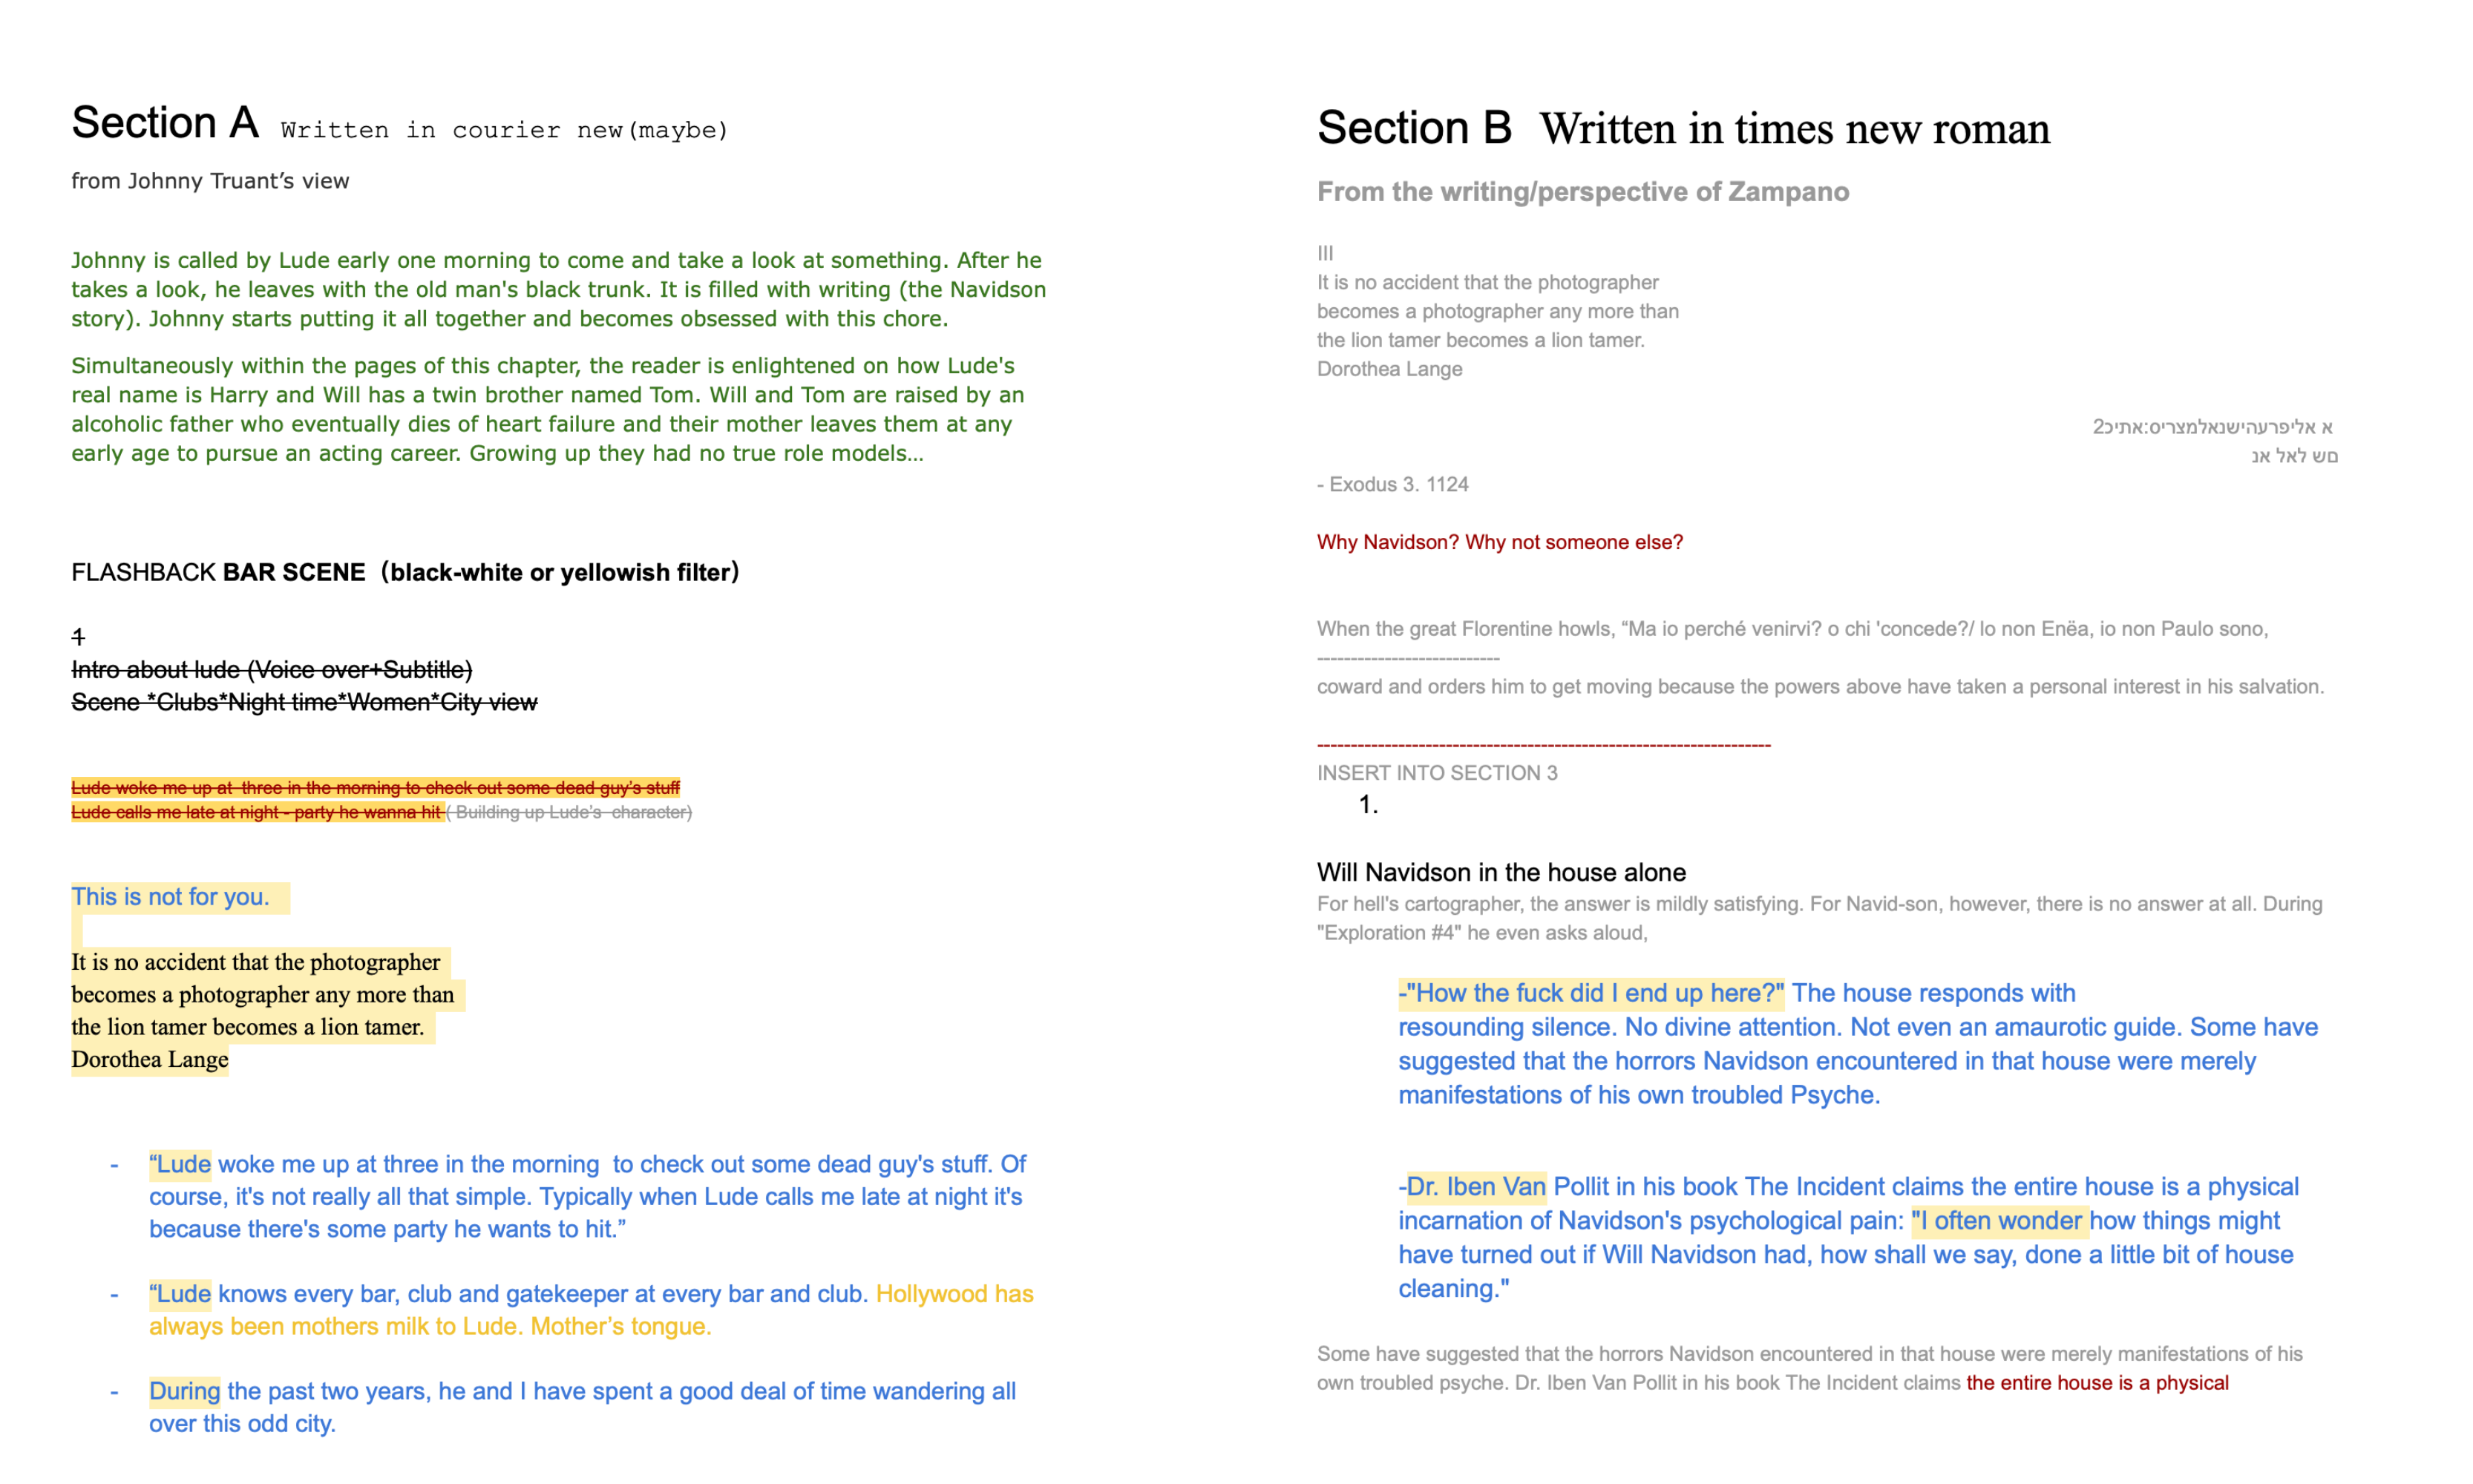 Section A Written in courier new(maybe)
from Johnny Truant’s view
Johnny is called by Lude early one morning to come and take a look at something. After he
takes a look, he leaves with the old man's black trunk. It is filled with writing (the Navidson
story). Johnny starts putting it all together and becomes obsessed with this chore.
Simultaneously within the pages of this chapter, the reader is enlightened on how Lude's
real name is Harry and Will has a twin brother named Tom. Will and Tom are raised by an
alcoholic father who eventually dies of heart failure and their mother leaves them at any
early age to pursue an acting career. Growing up they had no true role models...
FLASHBACK BAR SCENE（black-white or yellowish filter）
1
Intro about lude (Voice over+Subtitle)
Scene *Clubs*Night time*Women*City view
Lude woke me up at  three in the morning to check out some dead guy's stuff
Lude calls me late at night - party he wanna hit ( Building up Lude's  character)
This is not for you.
It is no accident that the photographer
becomes a photographer any more than
the lion tamer becomes a lion tamer.
Dorothea Lange
- “Lude woke me up at three in the morning  to check out some dead guy's stuff. Of
course, it's not really all that simple. Typically when Lude calls me late at night it's
because there's some party he wants to hit.”
- “Lude knows every bar, club and gatekeeper at every bar and club. Hollywood has
always been mothers milk to Lude. Mother’s tongue.
- During the past two years, he and I have spent a good deal of time wandering all
over this odd city.
Section B Written in times new roman
From the writing/perspective of Zampano
III
It is no accident that the photographer
becomes a photographer any more than
the lion tamer becomes a lion tamer.
Dorothea Lange
א אליפרעהישנאלמצריס:אתיכ2
םש לאל אנ
- Exodus 3. 1124
Why Navidson? Why not someone else?
When the great Florentine howls, “Ma io perché venirvi? o chi 'concede?/ lo non Enëa, io non Paulo sono,
---------------------------
coward and orders him to get moving because the powers above have taken a personal interest in his salvation.
-------------------------------------------------------------------
INSERT INTO SECTION 3
1.
Will Navidson in the house alone
For hell's cartographer, the answer is mildly satisfying. For Navid-son, however, there is no answer at all. During
"Exploration #4" he even asks aloud,
-"How the fuck did I end up here?" The house responds with
resounding silence. No divine attention. Not even an amaurotic guide. Some have
suggested that the horrors Navidson encountered in that house were merely
manifestations of his own troubled Psyche.
-Dr. Iben Van Pollit in his book The Incident claims the entire house is a physical
incarnation of Navidson's psychological pain: "I often wonder how things might
have turned out if Will Navidson had, how shall we say, done a little bit of house
cleaning."
Some have suggested that the horrors Navidson encountered in that house were merely manifestations of his
own troubled psyche. Dr. Iben Van Pollit in his book The Incident claims the entire house is a physical